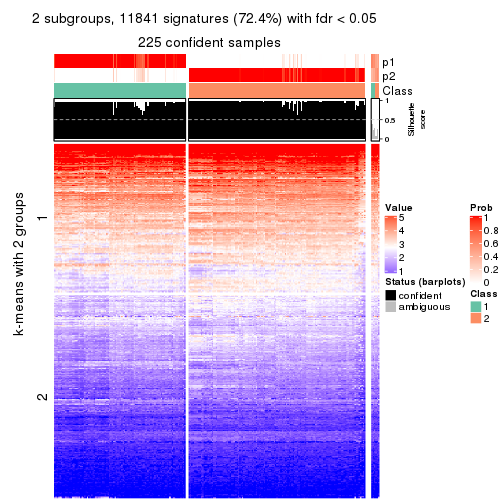 2 subgroups, 11841 signatures (72.4%) with fdr < 0.05
225 confident samples
p1
p2
Class
1
0.5
0
Silhouette
score
k-means with 2 groups
1
2
Value
5
4
3
2
1
Status (barplots)
confident
ambiguous
Prob
1
0.8
0.6
0.4
0.2
0
Class
1
2